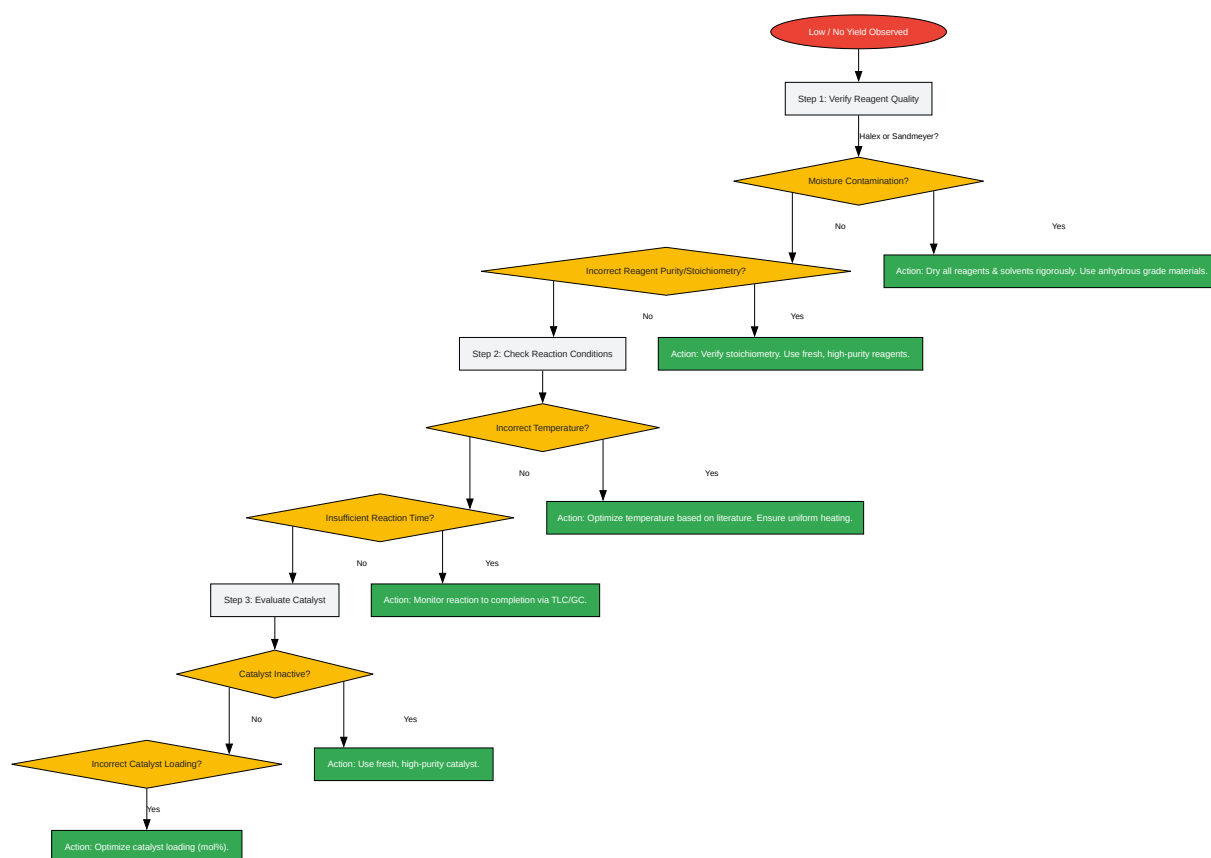 Low / No Yield Observed
Step 1: Verify Reagent Quality
Halex or Sandmeyer?
Moisture Contamination?
No
Yes
Incorrect Reagent Purity/Stoichiometry?
Action: Dry all reagents & solvents rigorously. Use anhydrous grade materials.
No
Yes
Step 2: Check Reaction Conditions
Action: Verify stoichiometry. Use fresh, high-purity reagents.
Incorrect Temperature?
No
Yes
Insufficient Reaction Time?
Action: Optimize temperature based on literature. Ensure uniform heating.
No
Yes
Step 3: Evaluate Catalyst
Action: Monitor reaction to completion via TLC/GC.
Catalyst Inactive?
No
Yes
Incorrect Catalyst Loading?
Action: Use fresh, high-purity catalyst.
Yes
Action: Optimize catalyst loading (mol%).